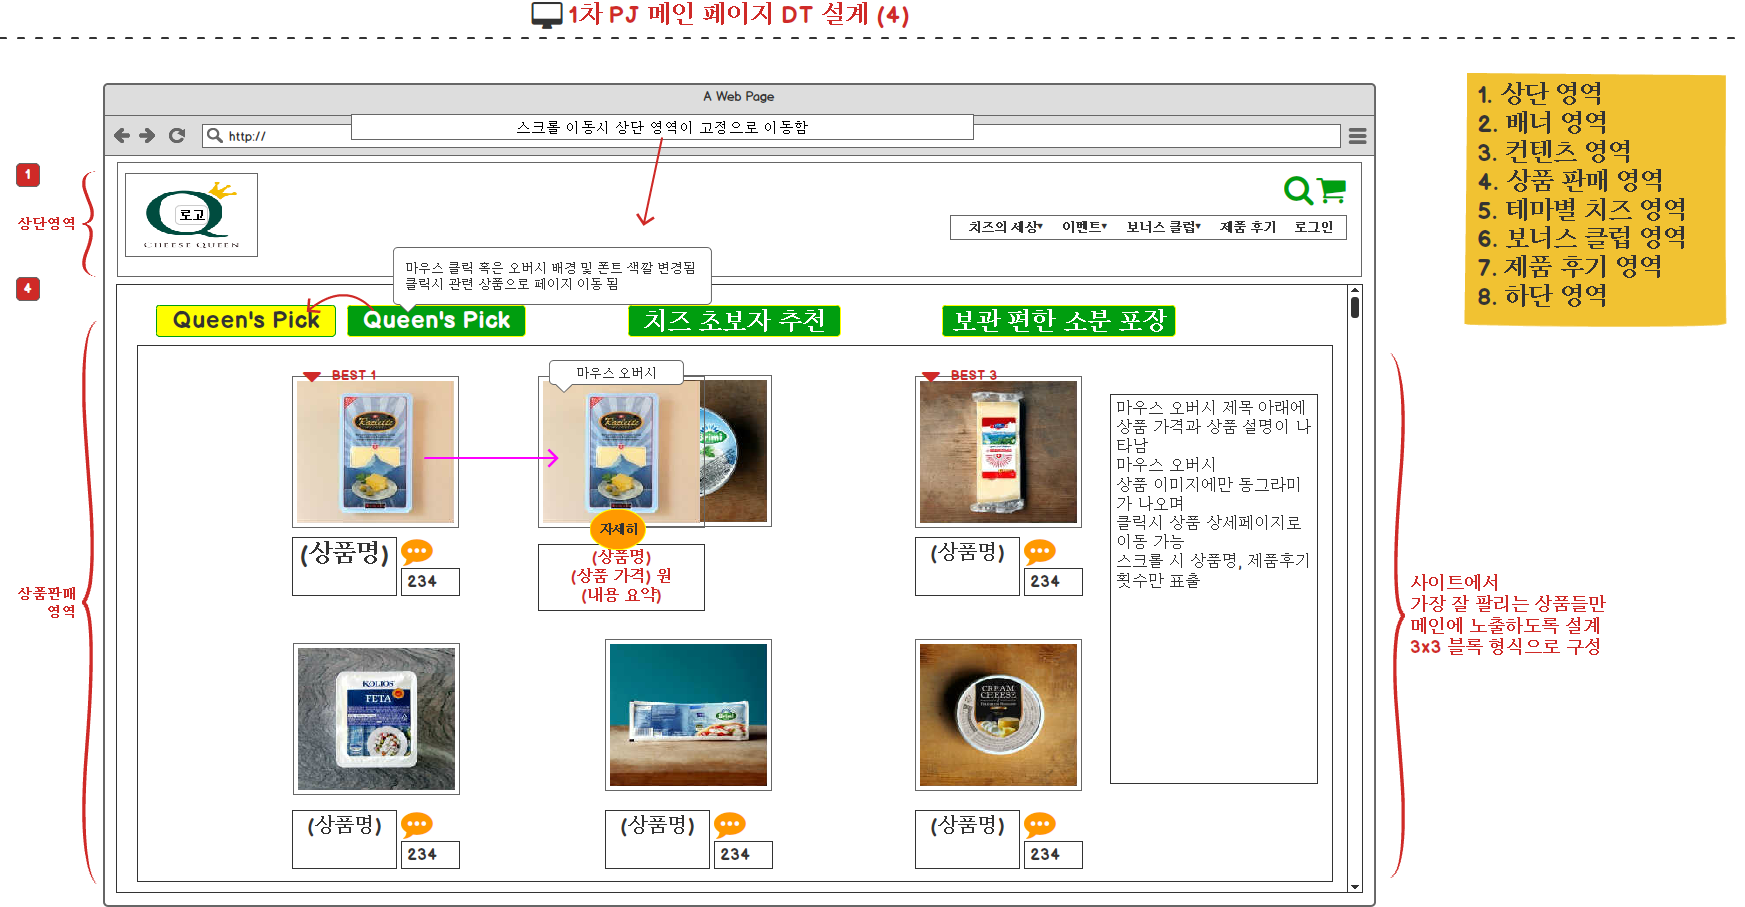 1차 PJ 메인 페이지 DT 설계 (4)
A Web Page
http://
스크롤 이동시 상단 영역이 고정으로 이동함
1. 상단 영역
2. 배너 영역
3. 컨텐츠 영역
4. 상품 판매 영역
5. 테마별 치즈 영역
6. 보너스 클럽 영역
7. 제품 후기 영역
8. 하단 영역
1
상단영역
로고
CHEESE QUEEN
치즈의 세상▾ 이벤트▾ 보너스 클럽▾ 제품 후기 로그인
마우스 클릭 혹은 오버시 배경 및 폰트 색깔 변경됨
클릭시 관련 상품으로 페이지 이동 됨
4
Queen's Pick
Queen's Pick
치즈 초보자 추천
보관 편한 소분 포장
BEST 1
마우스 오버시
BEST 3
Raclette
Raclette
Brimi
마우스 오버시 제목 아래에
상품 가격과 상품 설명이 나
타남
마우스 오버시
상품 이미지에만 동그라미
가 나오며
클릭시 상품 상세페이지로
이동 가능
스크롤 시 상품명, 제품후기
횟수만 표출
자세히
(상품명)
234
(상품명)
(상품 가격) 원
(내용 요약)
(상품명)
234
상품판매
영역
사이트에서
가장 잘 팔리는 상품들만
메인에 노출하도록 설계
3x3 블록 형식으로 구성
KOLIOS
FETA
Brimi
CREAM
CHEESE
(상품명)
234
(상품명)
234
(상품명)
234